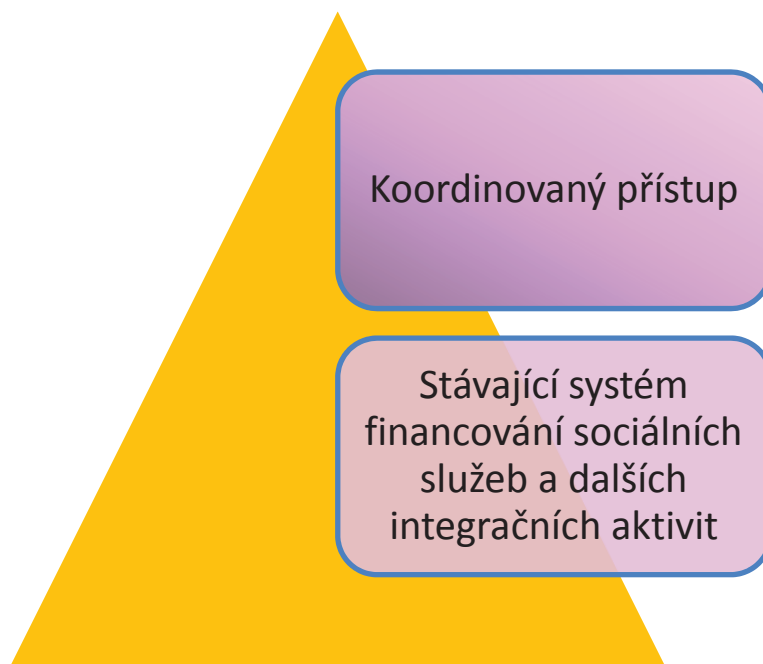 Koordinovaný přístup
Stávající systém
financování sociálních
služeb a dalších
integračních aktivit